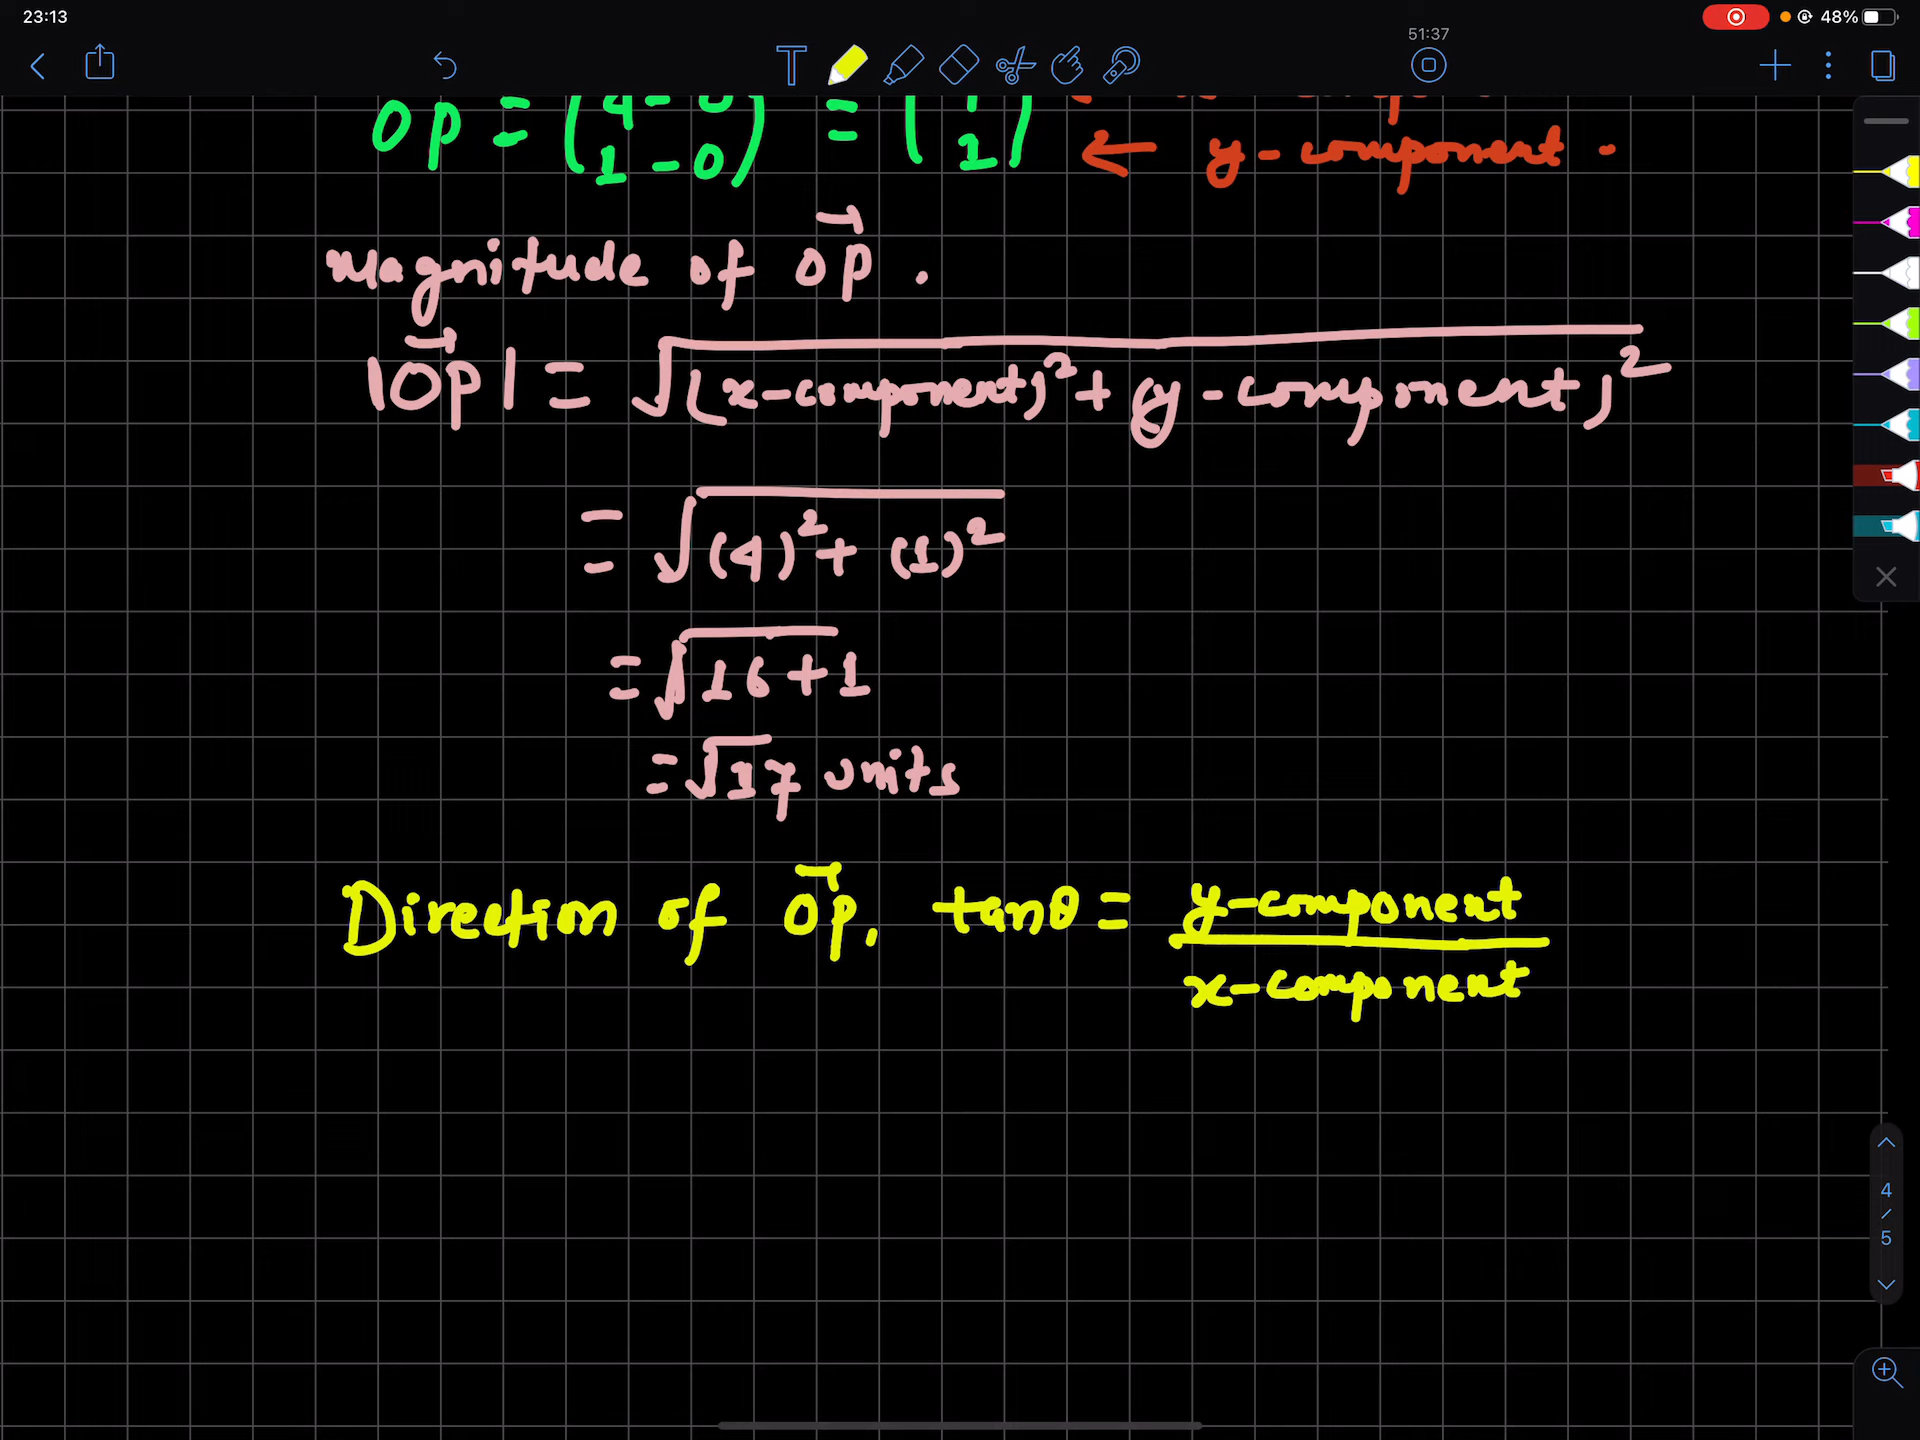 23:13
48%
51:37
OP = (4 - 0 / 1 - 0) = ( / 1) ← y-component.
magnitude of OP⃗.
|OP⃗| = √(x-component)² + (y-component)²
= √(4)² + (1)²
= √16 + 1
= √17 units
Direction of OP⃗, tanθ = y-component / x-component
4
/
5